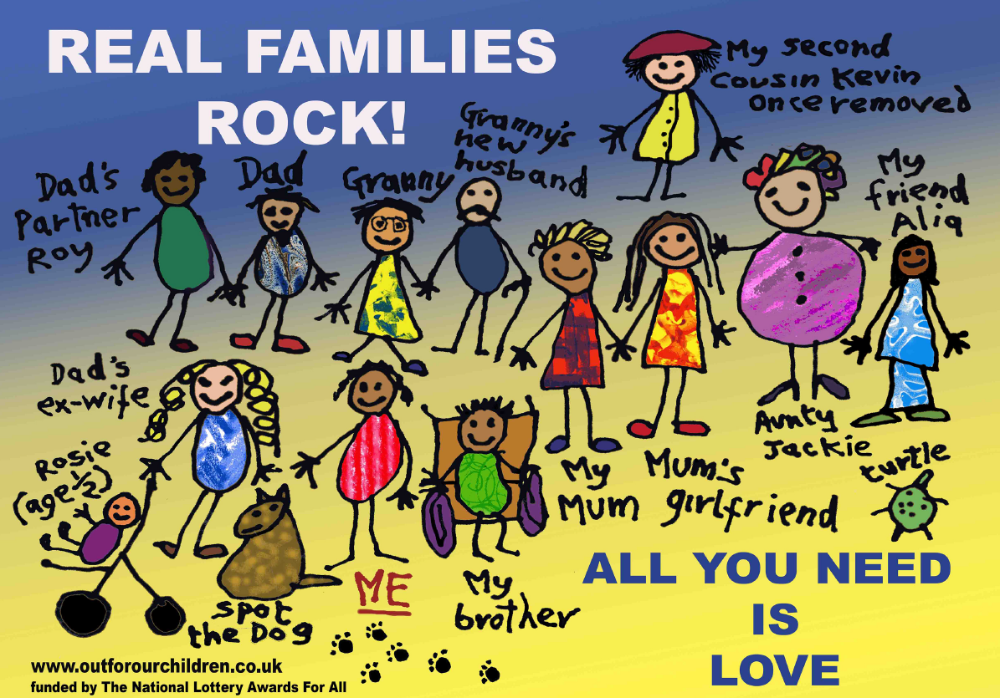 REAL FAMILIES
ROCK!
My second
cousin Kevin
once removed
Granny's
new
husband
Dad's
Partner
Roy
Dad
Granny
My
friend
Aliq
Dad's
ex-wife
Rosie
(age ½)
Aunty
Jackie
turtle
My
Mum
Mum's
girlfriend
Spot
the Dog
ME
My
brother
ALL YOU NEED
IS
LOVE
www.outforourchildren.co.uk
funded by The National Lottery Awards For All